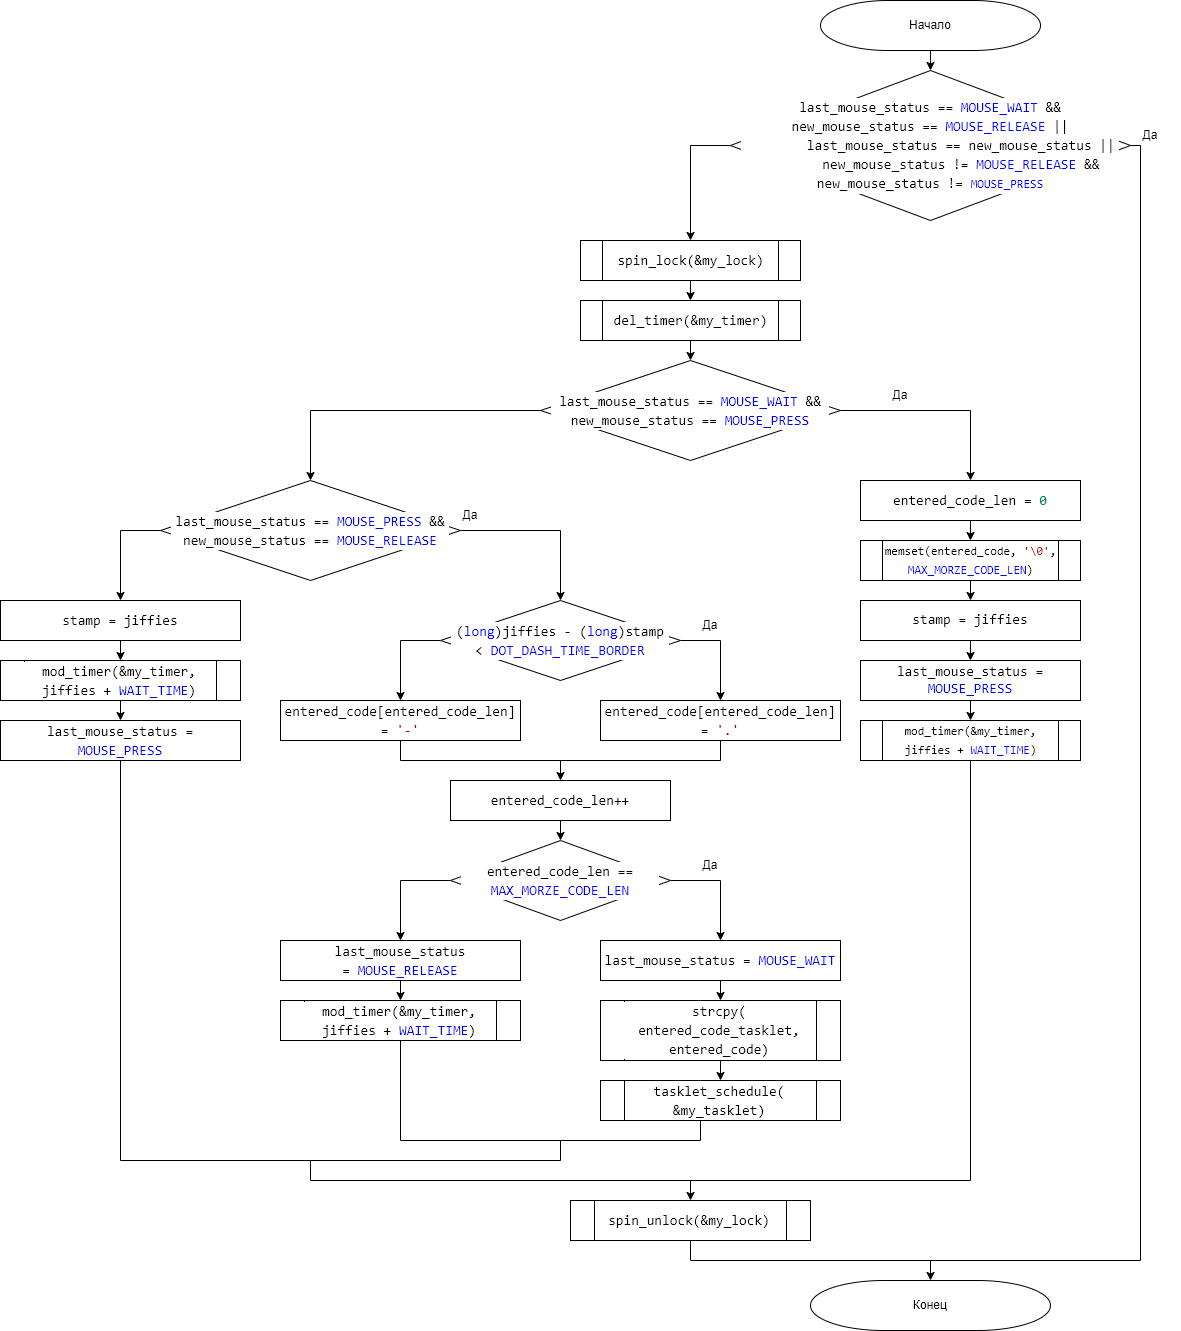 Начало
last_mouse_status == MOUSE_WAIT &&
new_mouse_status == MOUSE_RELEASE ||
last_mouse_status == new_mouse_status ||
new_mouse_status != MOUSE_RELEASE &&
new_mouse_status != MOUSE_PRESS
Да
spin_lock(&my_lock)
del_timer(&my_timer)
last_mouse_status == MOUSE_WAIT &&
new_mouse_status == MOUSE_PRESS
Да
last_mouse_status == MOUSE_PRESS &&
new_mouse_status == MOUSE_RELEASE
Да
entered_code_len = 0
memset(entered_code, '\0',
MAX_MORZE_CODE_LEN)
stamp = jiffies
last_mouse_status =
MOUSE_PRESS
mod_timer(&my_timer,
jiffies + WAIT_TIME)
stamp = jiffies
mod_timer(&my_timer,
jiffies + WAIT_TIME)
last_mouse_status =
MOUSE_PRESS
(long)jiffies - (long)stamp
< DOT_DASH_TIME_BORDER
Да
entered_code[entered_code_len]
= '-'
entered_code[entered_code_len]
= '.'
entered_code_len++
entered_code_len ==
MAX_MORZE_CODE_LEN
Да
last_mouse_status
= MOUSE_RELEASE
mod_timer(&my_timer,
jiffies + WAIT_TIME)
last_mouse_status = MOUSE_WAIT
strcpy(
entered_code_tasklet,
entered_code)
tasklet_schedule(
&my_tasklet)
spin_unlock(&my_lock)
Конец